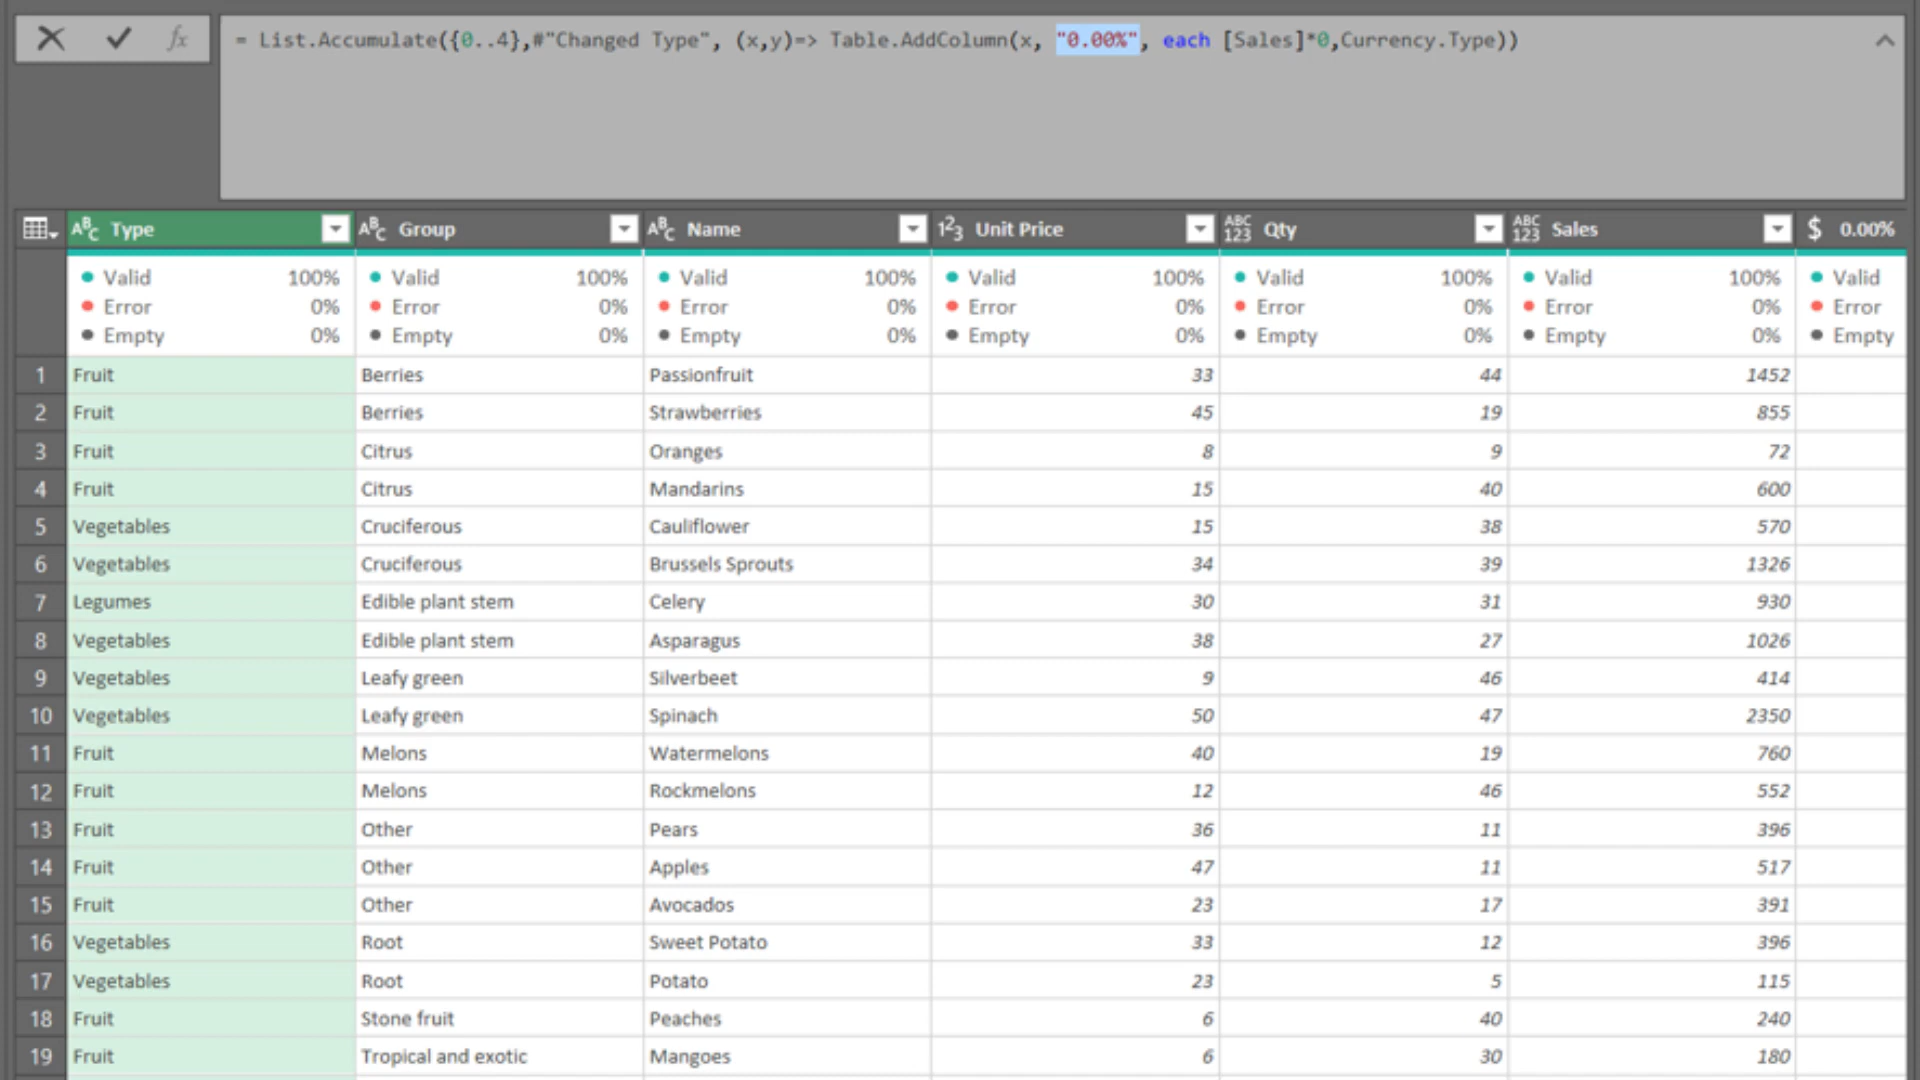 = List.Accumulate({0..4},#"Changed Type", (x,y)=> Table.AddColumn(x, "0.00%", each [Sales]*0,Currency.Type))
Type Group Name Unit Price Qty Sales $ 0.00%
Valid 100% Valid 100% Valid 100% Valid 100% Valid 100% Valid 100% Valid
Error 0% Error 0% Error 0% Error 0% Error 0% Error 0% Error
Empty 0% Empty 0% Empty 0% Empty 0% Empty 0% Empty 0% Empty
1 Fruit Berries Passionfruit 33 44 1452
2 Fruit Berries Strawberries 45 19 855
3 Fruit Citrus Oranges 8 9 72
4 Fruit Citrus Mandarins 15 40 600
5 Vegetables Cruciferous Cauliflower 15 38 570
6 Vegetables Cruciferous Brussels Sprouts 34 39 1326
7 Legumes Edible plant stem Celery 30 31 930
8 Vegetables Edible plant stem Asparagus 38 27 1026
9 Vegetables Leafy green Silverbeet 9 46 414
10 Vegetables Leafy green Spinach 50 47 2350
11 Fruit Melons Watermelons 40 19 760
12 Fruit Melons Rockmelons 12 46 552
13 Fruit Other Pears 36 11 396
14 Fruit Other Apples 47 11 517
15 Fruit Other Avocados 23 17 391
16 Vegetables Root Sweet Potato 33 12 396
17 Vegetables Root Potato 23 5 115
18 Fruit Stone fruit Peaches 6 40 240
19 Fruit Tropical and exotic Mangoes 6 30 180